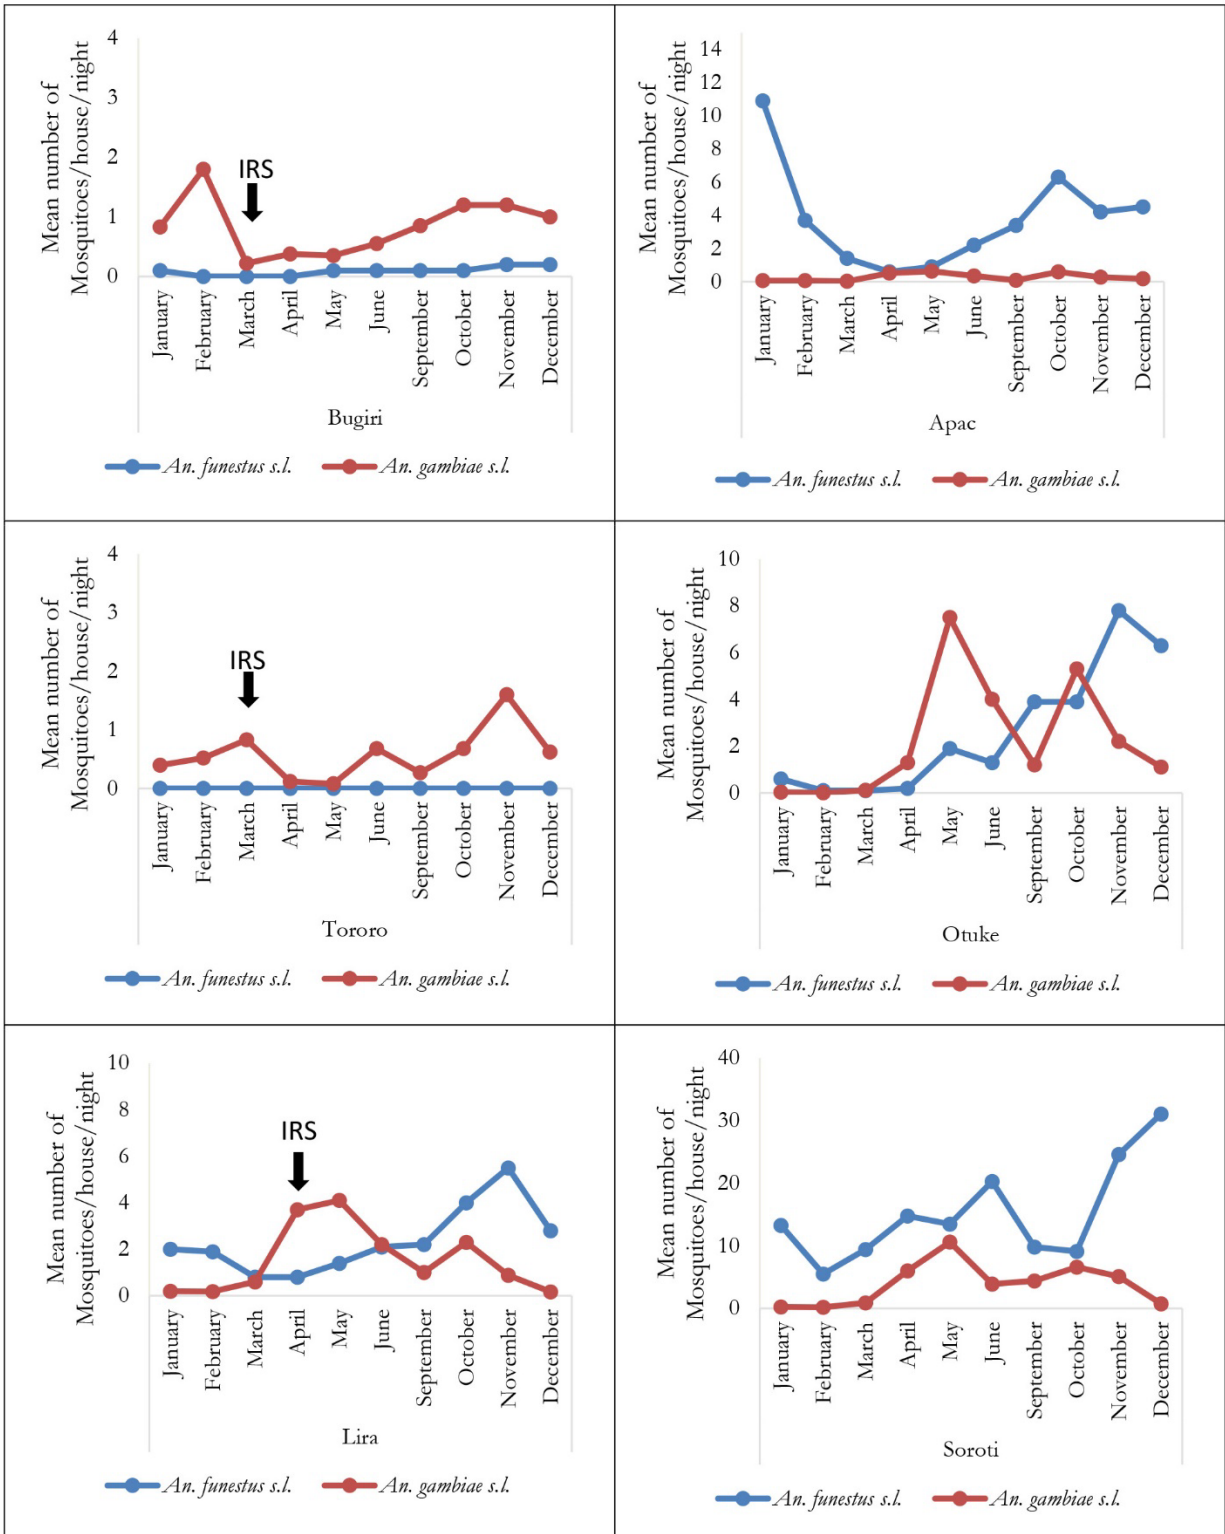 Mean number of
Mosquitoes/house/night
4
3
2
1
0
IRS
January
February
March
April
May
June
September
October
November
December
Bugiri
An. funestus s.l.
An. gambiae s.l.
Mean number of
Mosquitoes/house/night
14
12
10
8
6
4
2
0
January
February
March
April
May
June
September
October
November
December
Apac
An. funestus s.l.
An. gambiae s.l.
Mean number of
Mosquitoes/house/night
4
3
2
1
0
IRS
January
February
March
April
May
June
September
October
November
December
Tororo
An. funestus s.l.
An. gambiae s.l.
Mean number of
Mosquitoes/house/night
10
8
6
4
2
0
January
February
March
April
May
June
September
October
November
December
Otuke
An. funestus s.l.
An. gambiae s.l.
Mean number of
Mosquitoes/house/night
10
8
6
4
2
0
IRS
January
February
March
April
May
June
September
October
November
December
Lira
An. funestus s.l.
An. gambiae s.l.
Mean number of
Mosquitoes/house/night
40
30
20
10
0
January
February
March
April
May
June
September
October
November
December
Soroti
An. funestus s.l.
An. gambiae s.l.